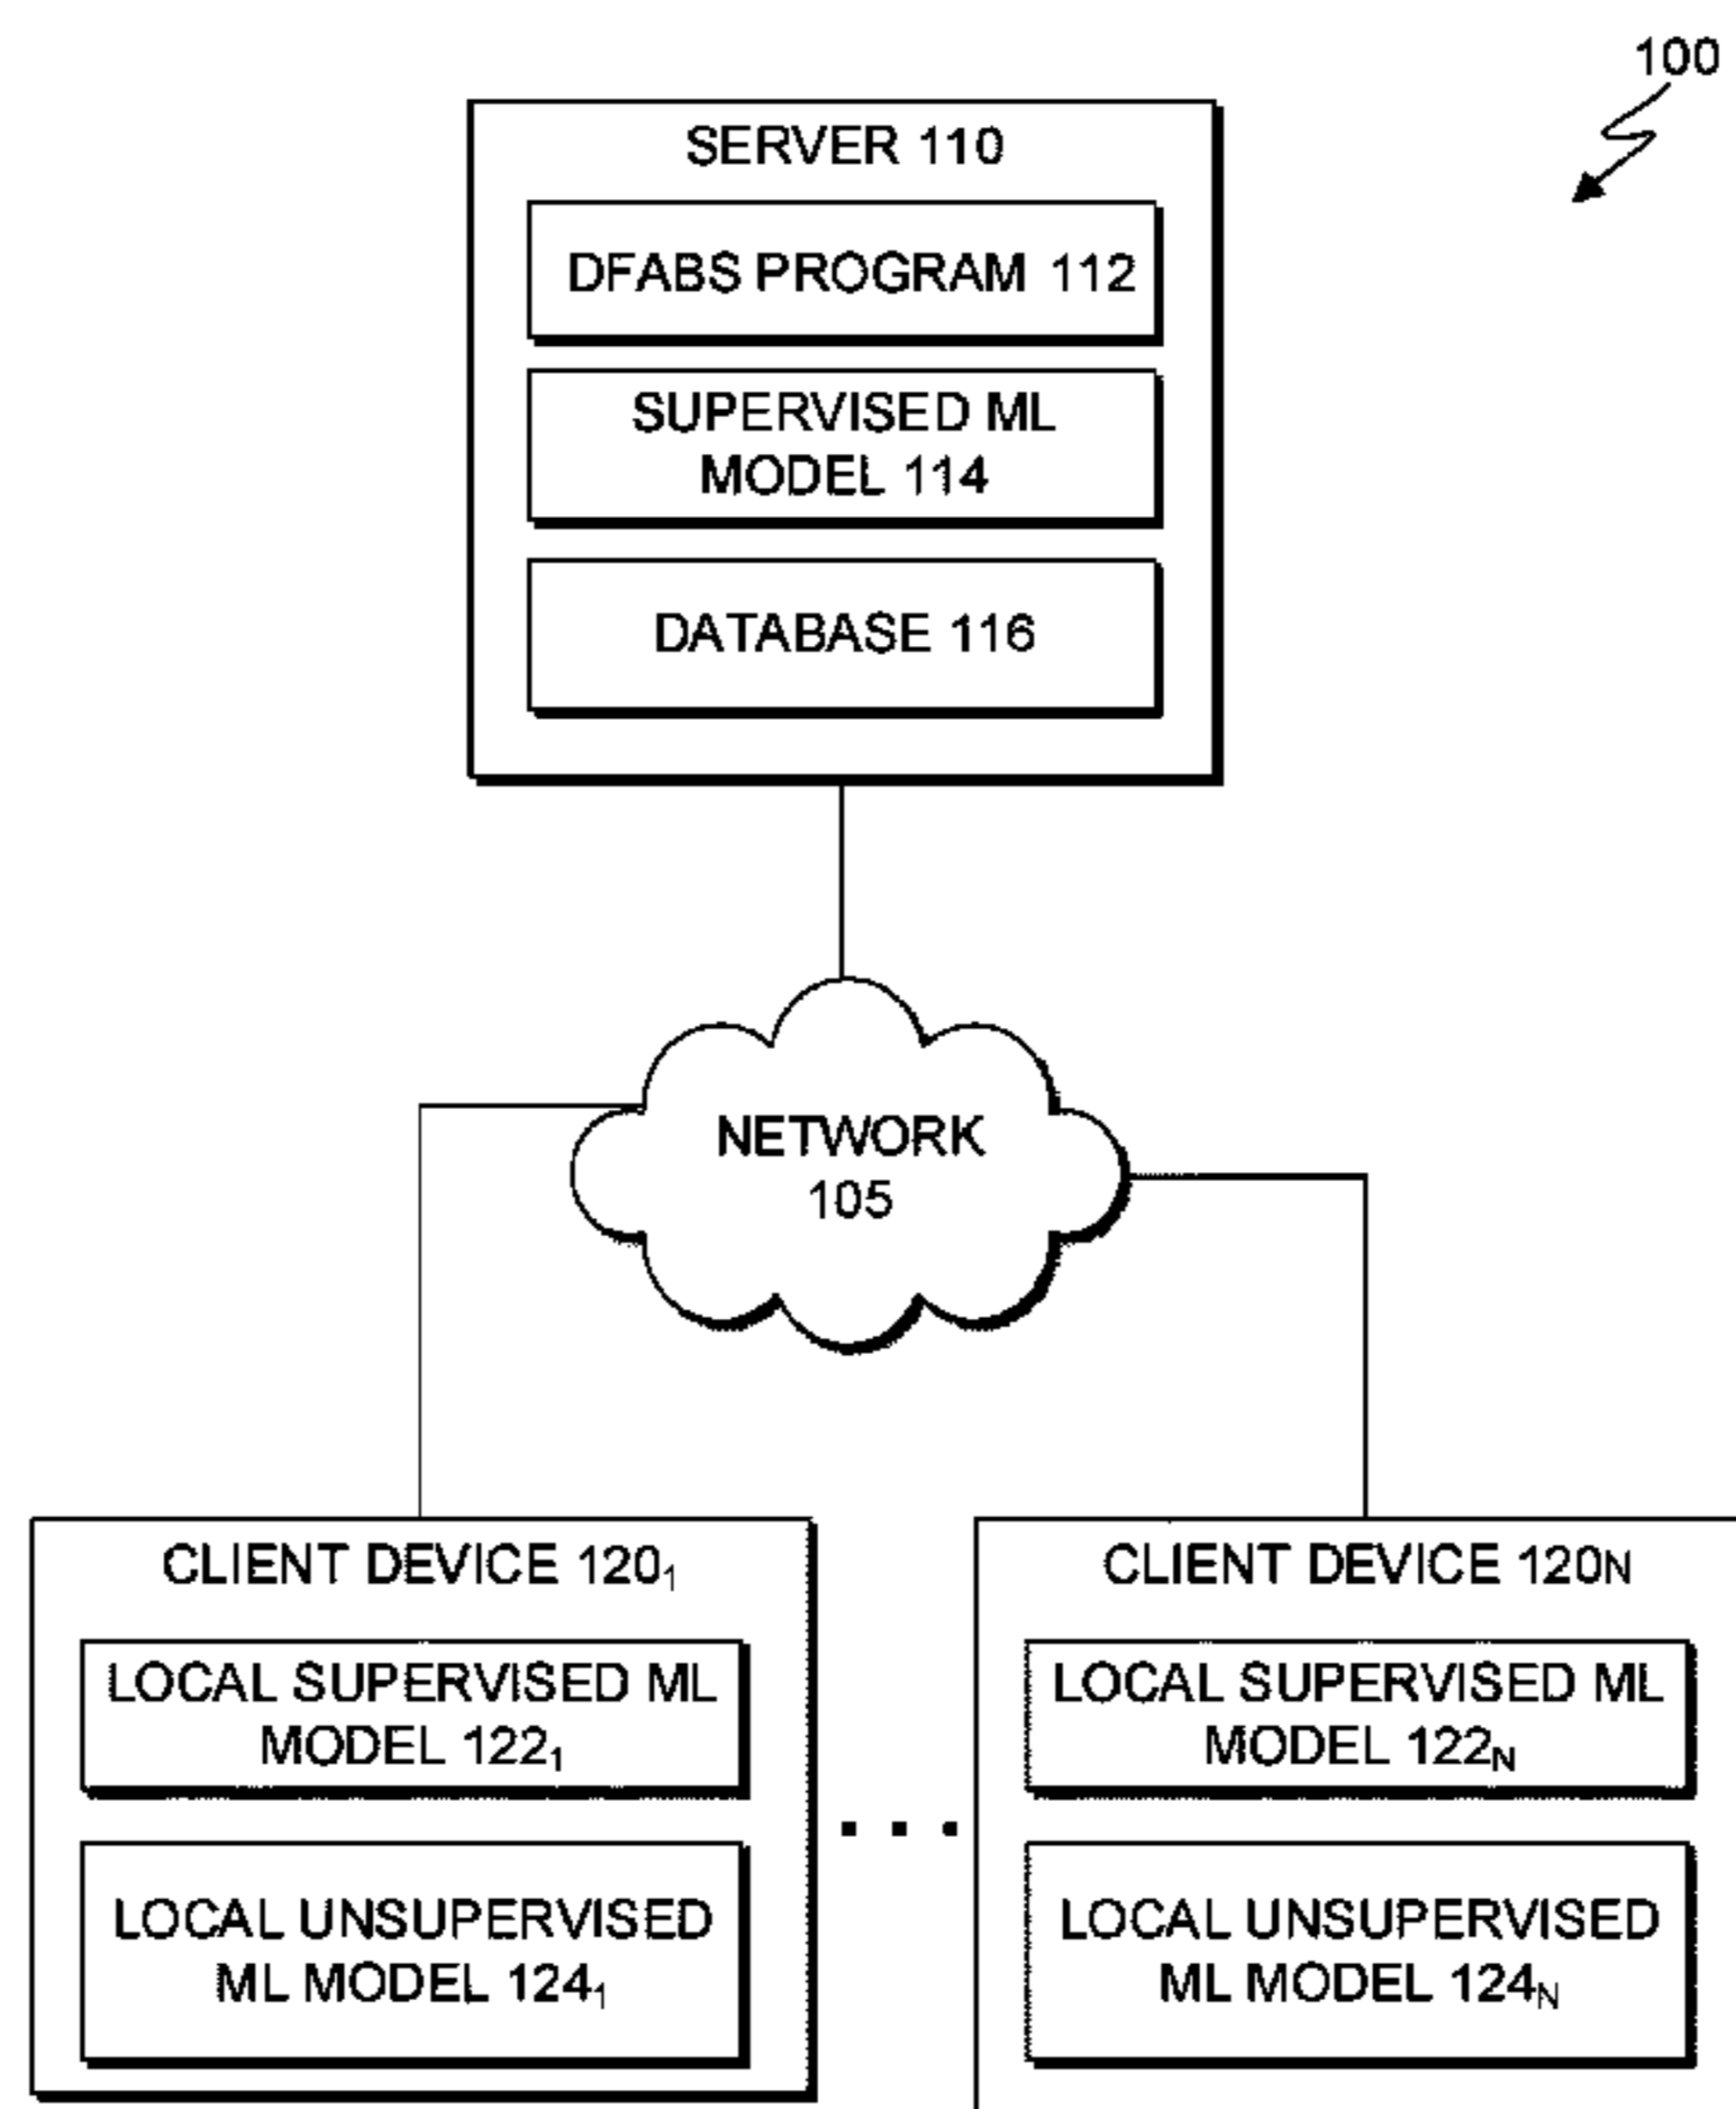 100
SERVER 110
DFABS PROGRAM 112
SUPERVISED ML
MODEL 114
DATABASE 116
NETWORK
105
CLIENT DEVICE 120₁
LOCAL SUPERVISED ML
MODEL 122₁
LOCAL UNSUPERVISED
ML MODEL 124₁
. . .
CLIENT DEVICE 120N
LOCAL SUPERVISED ML
MODEL 122N
LOCAL UNSUPERVISED
ML MODEL 124N